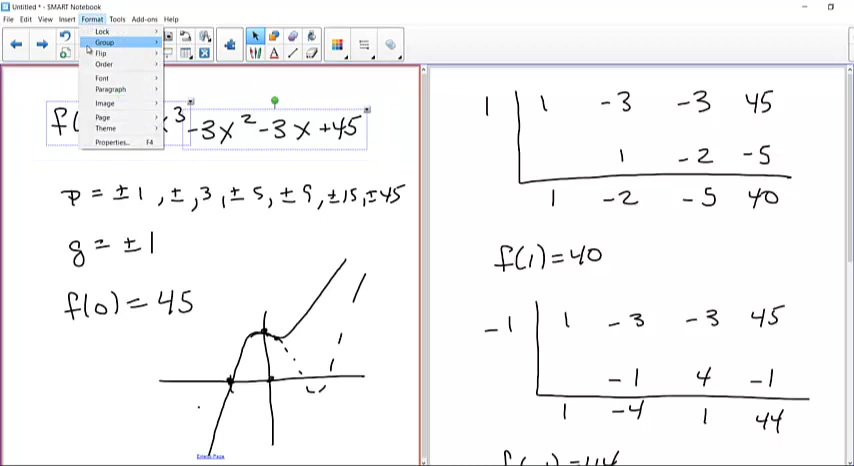 Untitled * - SMART Notebook
File Edit View Insert Format Tools Add-ons Help
Lock
Group
Flip
Order
Font
Paragraph
Image
Page
Theme
Properties... F4
f( x³ -3x² -3x +45
p = ±1, ±, 3, ±5, ±9, ±15, ±45
g = ±1
f(0) = 45
1 1 -3 -3 45
1 -2 -5
1 -2 -5 40
f(1)=40
-1 1 -3 -3 45
-1 4 -1
1 -4 1 44